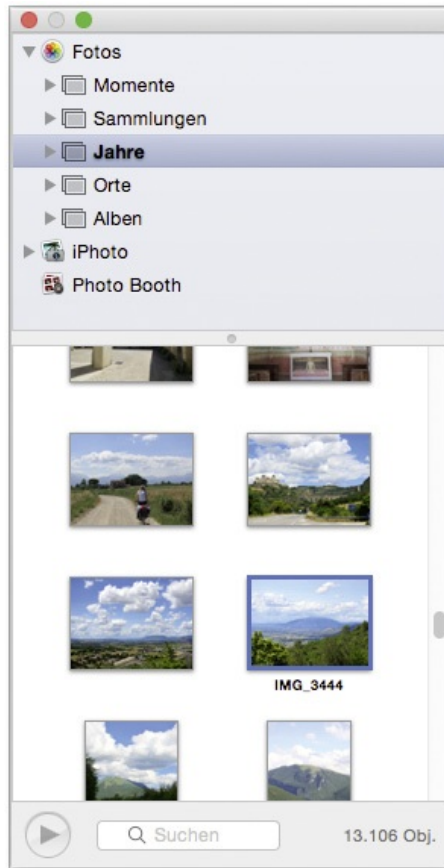 Fotos
Momente
Sammlungen
Jahre
Orte
Alben
iPhoto
Photo Booth
IMG_3444
Suchen
13.106 Obj.